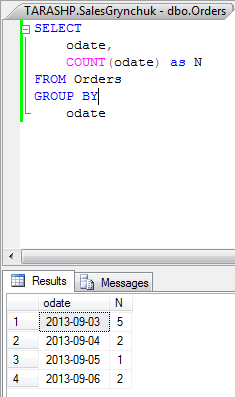 TARASHP.SalesGrynchuk - dbo.Orders
SELECT
odate,
COUNT(odate) as N
FROM Orders
GROUP BY
odate
Results Messages
odate N
1 2013-09-03 5
2 2013-09-04 2
3 2013-09-05 1
4 2013-09-06 2